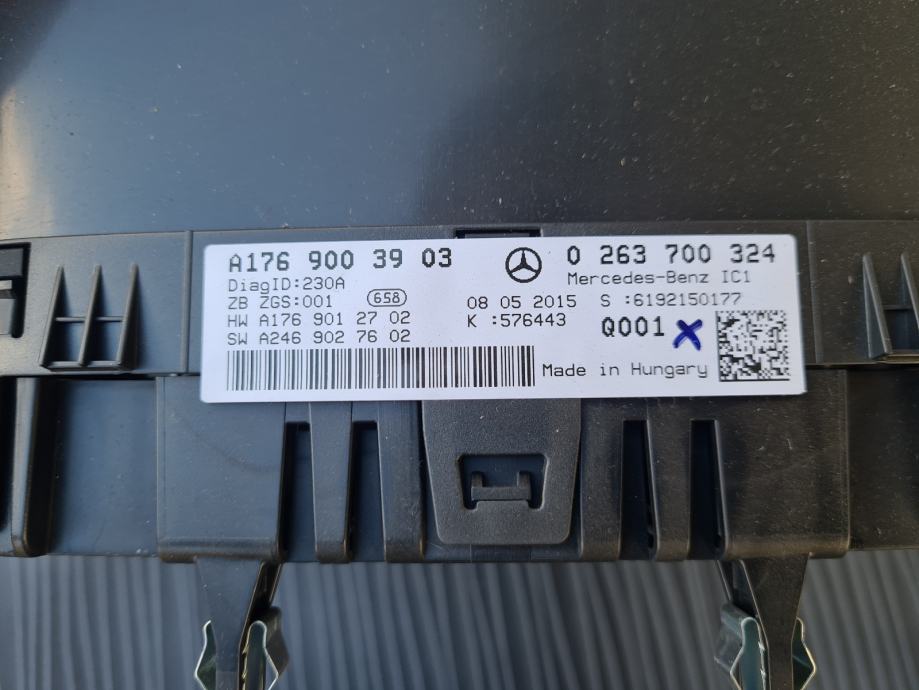 A176 900 39 03
0 263 700 324
DiagID:230A
Mercedes-Benz IC1
ZB ZGS:001
658
08 05 2015
S :6192150177
HW A176 901 27 02
K :576443
Q001
SW A246 902 76 02
Made in Hungary